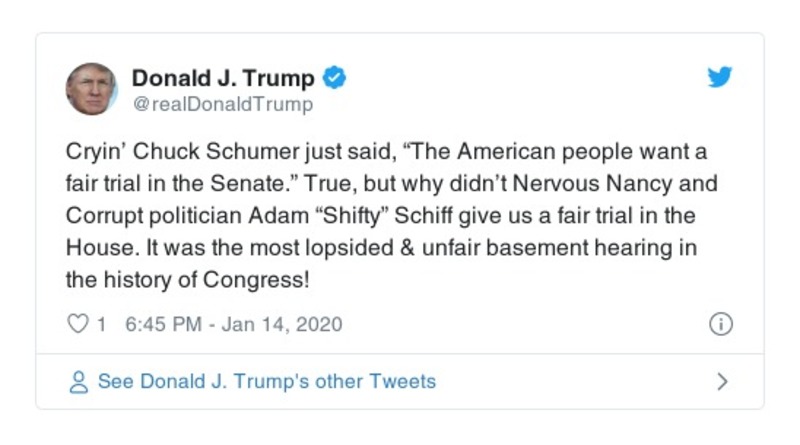 Donald J. Trump
@realDonaldTrump
Cryin’ Chuck Schumer just said, “The American people want a
fair trial in the Senate.” True, but why didn’t Nervous Nancy and
Corrupt politician Adam “Shifty” Schiff give us a fair trial in the
House. It was the most lopsided & unfair basement hearing in
the history of Congress!
1 6:45 PM - Jan 14, 2020
See Donald J. Trump's other Tweets